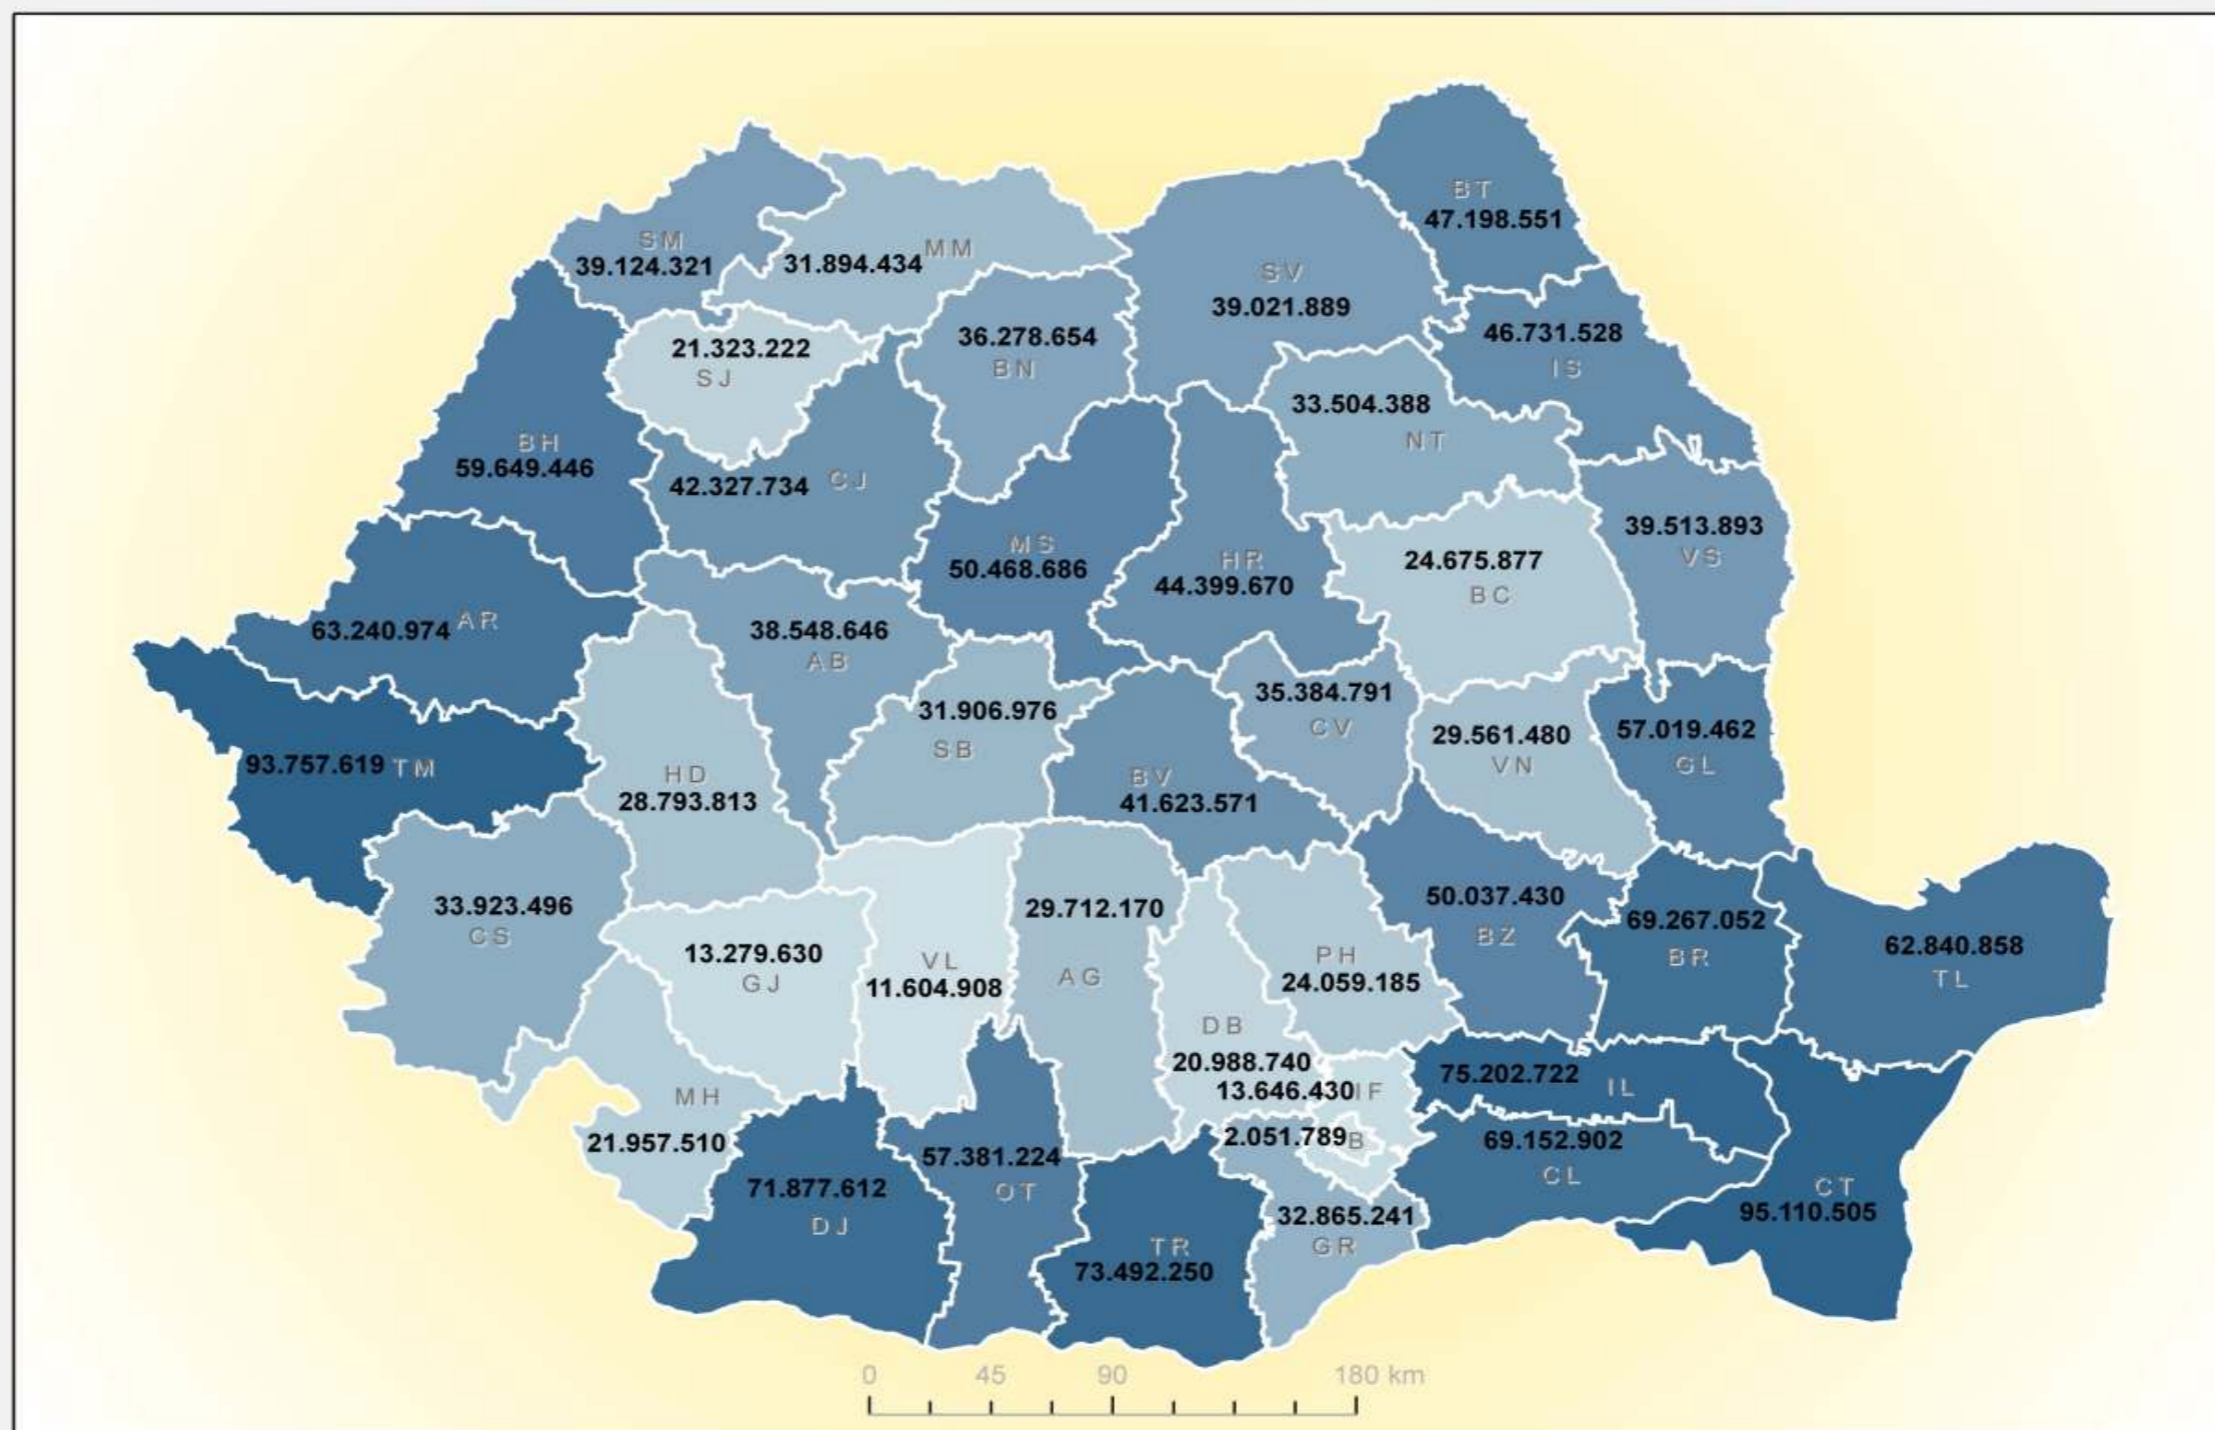 BT
47.198.551
SM
39.124.321
MM
31.894.434
SV
39.021.889
36.278.654
BN
46.731.528
IS
21.323.222
SJ
33.504.388
NT
BH
59.649.446
42.327.734 CJ
MS
50.468.686
HR
44.399.670
24.675.877
BC
39.513.893
VS
63.240.974 AR
38.548.646
AB
31.906.976
SB
35.384.791
CV
29.561.480
VN
57.019.462
GL
93.757.619 TM
HD
28.793.813
BV
41.623.571
33.923.496
CS
13.279.630
GJ
VL
11.604.908
29.712.170
AG
PH
24.059.185
50.037.430
BZ
69.267.052
BR
62.840.858
TL
DB
20.988.740
13.646.430 IF
2.051.789 B
75.202.722 IL
69.152.902
CL
CT
95.110.505
MH
21.957.510
71.877.612
DJ
57.381.224
OT
TR
73.492.250
32.865.241
GR
0 45 90 180 km